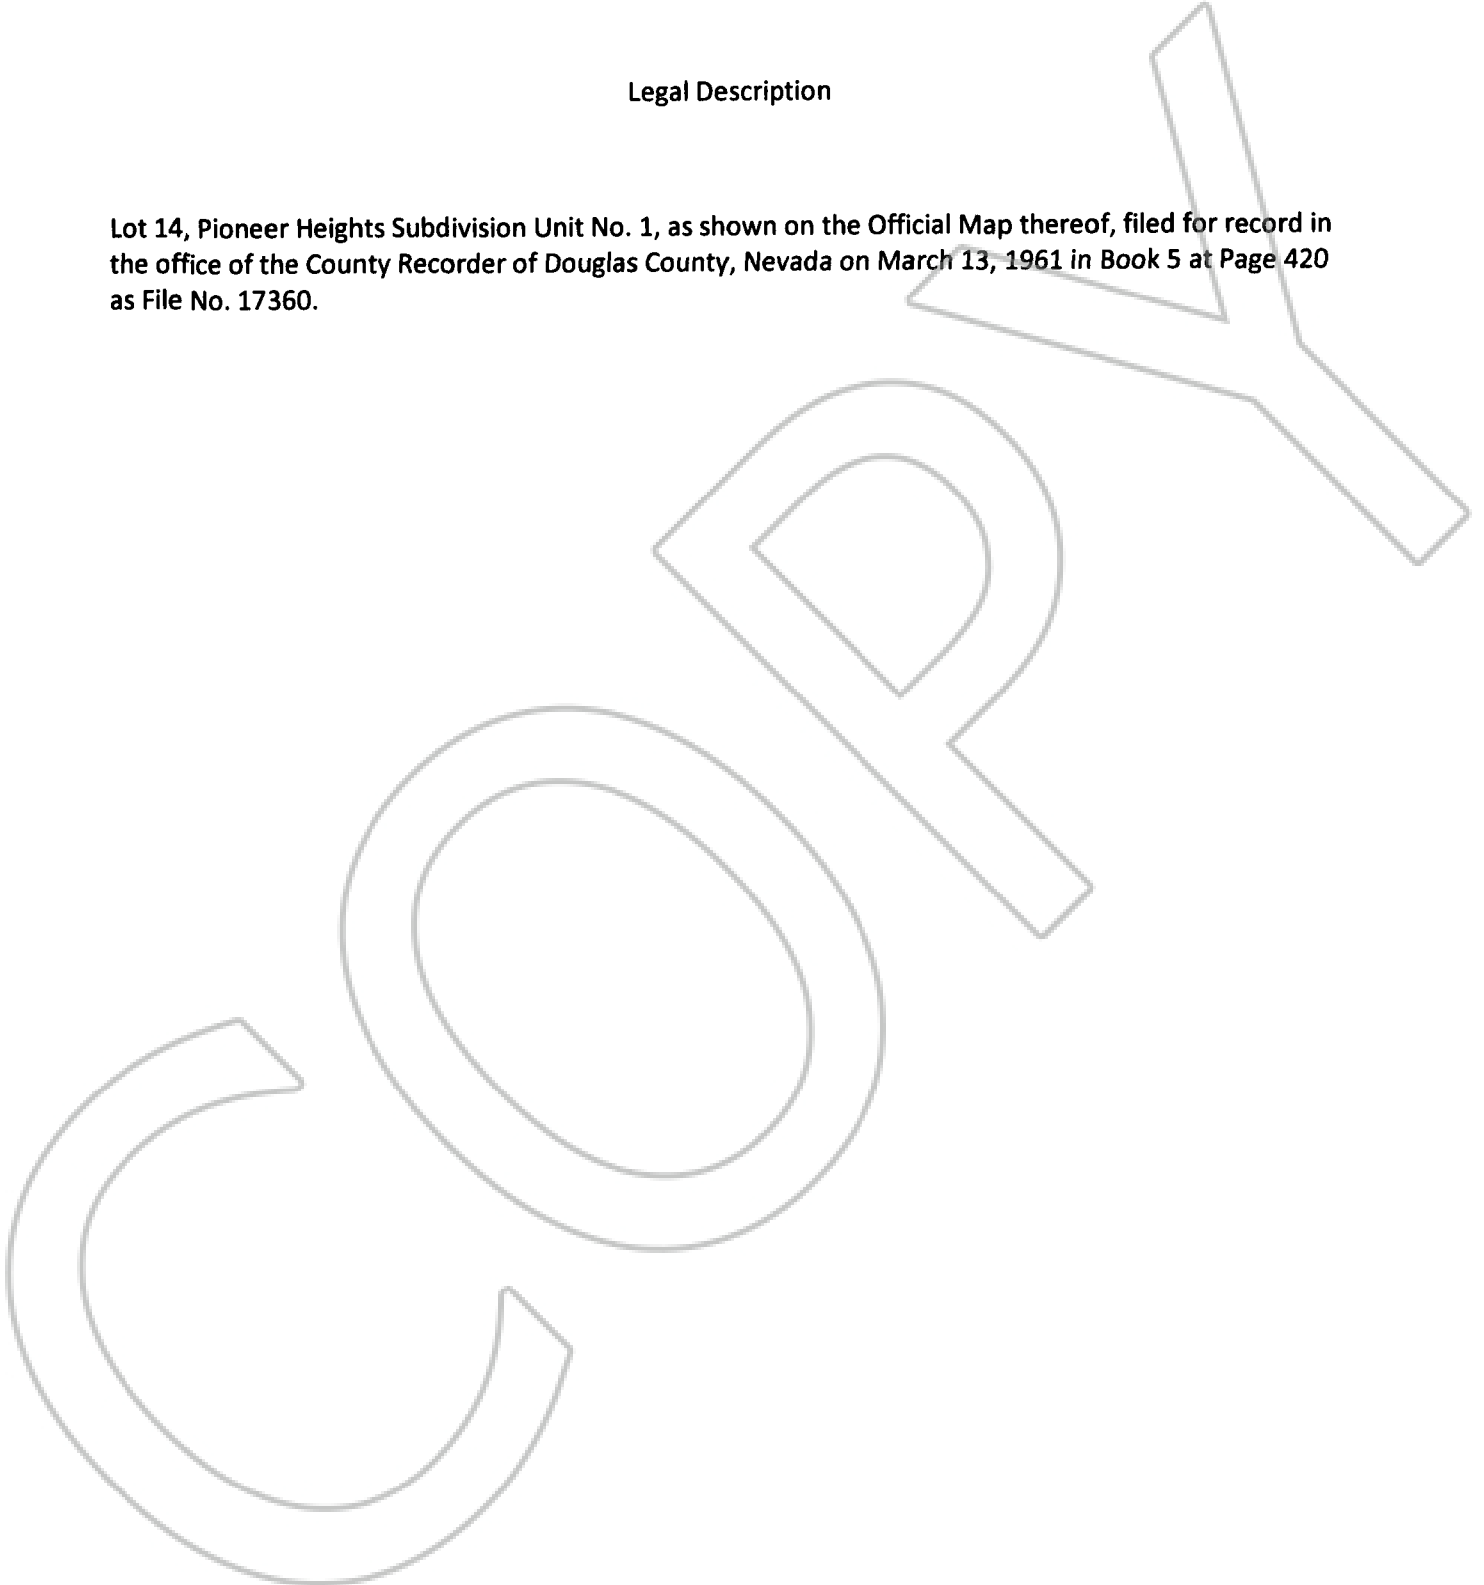 Legal Description
Lot 14, Pioneer Heights Subdivision Unit No. 1, as shown on the Official Map thereof, filed for record in
the office of the County Recorder of Douglas County, Nevada on March 13, 1961 in Book 5 at Page 420
as File No. 17360.
COPY